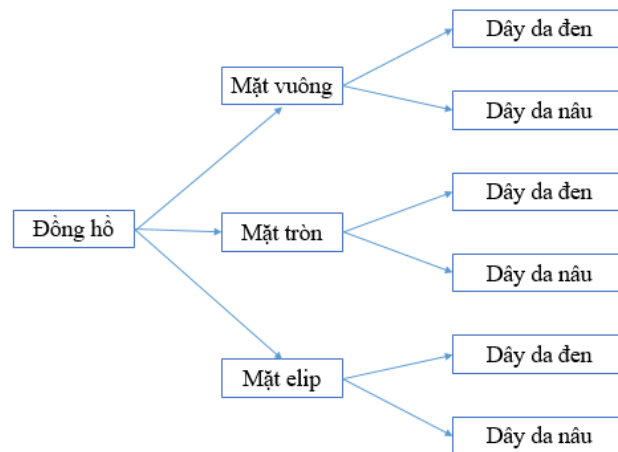 Dây da đen
Mặt vuông
Dây da nâu
Dây da đen
Đồng hồ
Mặt tròn
Dây da nâu
Dây da đen
Mặt elip
Dây da nâu